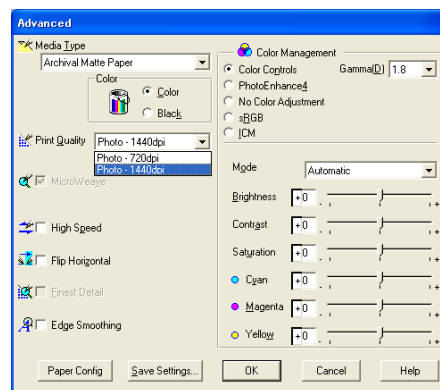 Advanced
Media Type
Archival Matte Paper
Color
Color
Black
Print Quality
Photo - 1440dpi
Photo - 720dpi
Photo - 1440dpi
MicroWeave
High Speed
Flip Horizontal
Finest Detail
Edge Smoothing
Color Management
Color Controls
Gamma(D)
1.8
PhotoEnhance4
No Color Adjustment
sRGB
ICM
Mode
Automatic
Brightness +0 - +
Contrast +0 - +
Saturation +0 - +
Cyan +0 - +
Magenta +0 - +
Yellow +0 - +
Paper Config
Save Settings...
OK
Cancel
Help